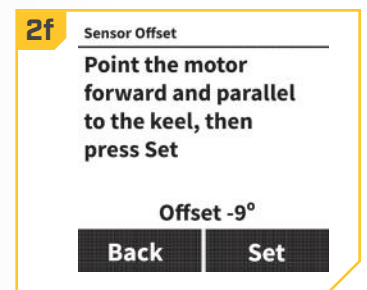 2f
Sensor Offset
Point the motor
forward and parallel
to the keel, then
press Set
Offset -9°
Back Set